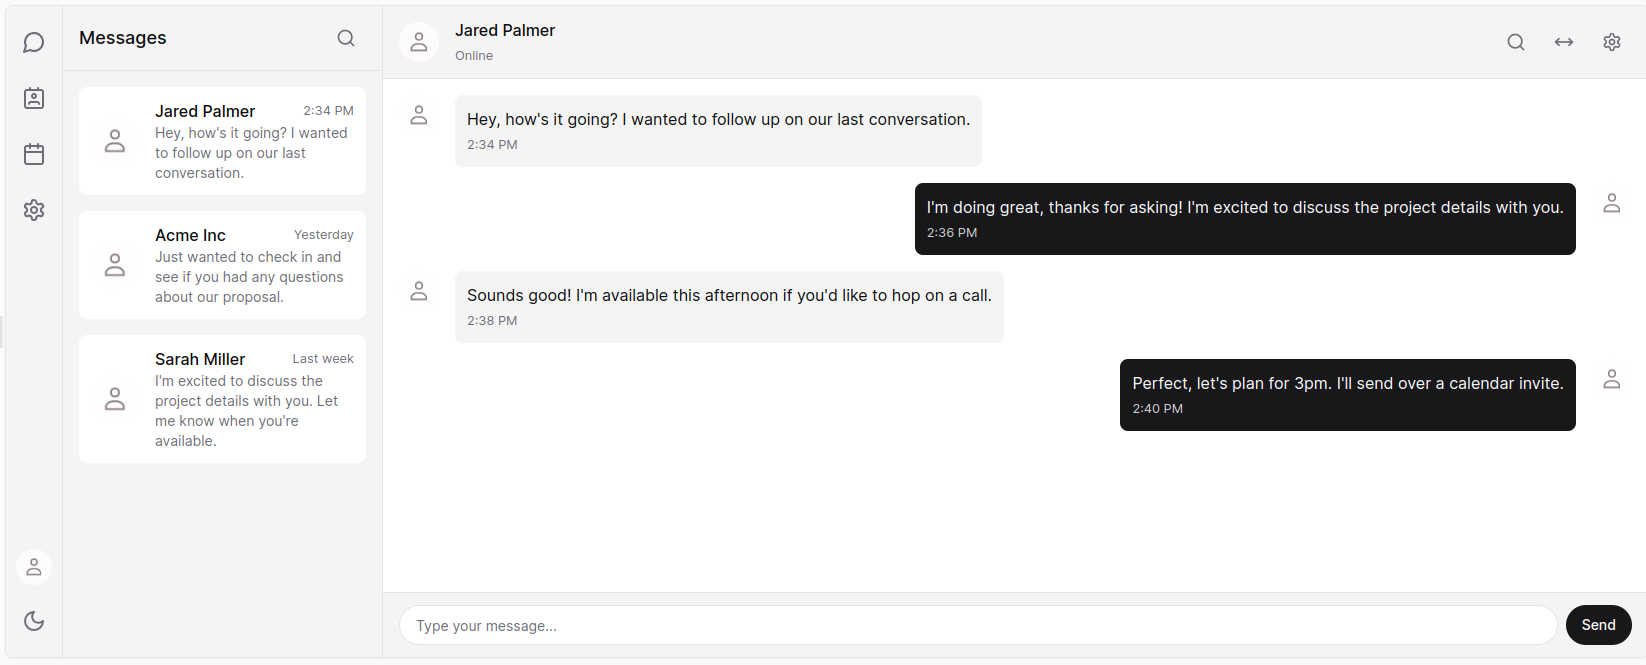 Messages
Jared Palmer 2:34 PM
Hey, how's it going? I wanted
to follow up on our last
conversation.
Acme Inc Yesterday
Just wanted to check in and
see if you had any questions
about our proposal.
Sarah Miller Last week
I'm excited to discuss the
project details with you. Let
me know when you're
available.
Jared Palmer
Online
Hey, how's it going? I wanted to follow up on our last conversation.
2:34 PM
I'm doing great, thanks for asking! I'm excited to discuss the project details with you.
2:36 PM
Sounds good! I'm available this afternoon if you'd like to hop on a call.
2:38 PM
Perfect, let's plan for 3pm. I'll send over a calendar invite.
2:40 PM
Type your message...
Send